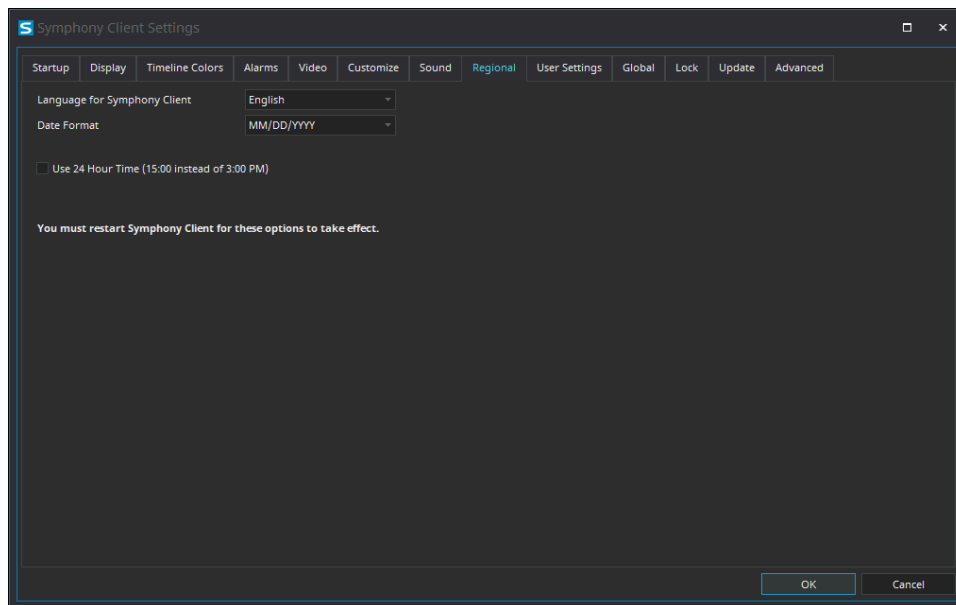 S Symphony Client Settings
Startup Display Timeline Colors Alarms Video Customize Sound Regional User Settings Global Lock Update Advanced
Language for Symphony Client English
Date Format MM/DD/YYYY
Use 24 Hour Time (15:00 instead of 3:00 PM)
You must restart Symphony Client for these options to take effect.
OK Cancel